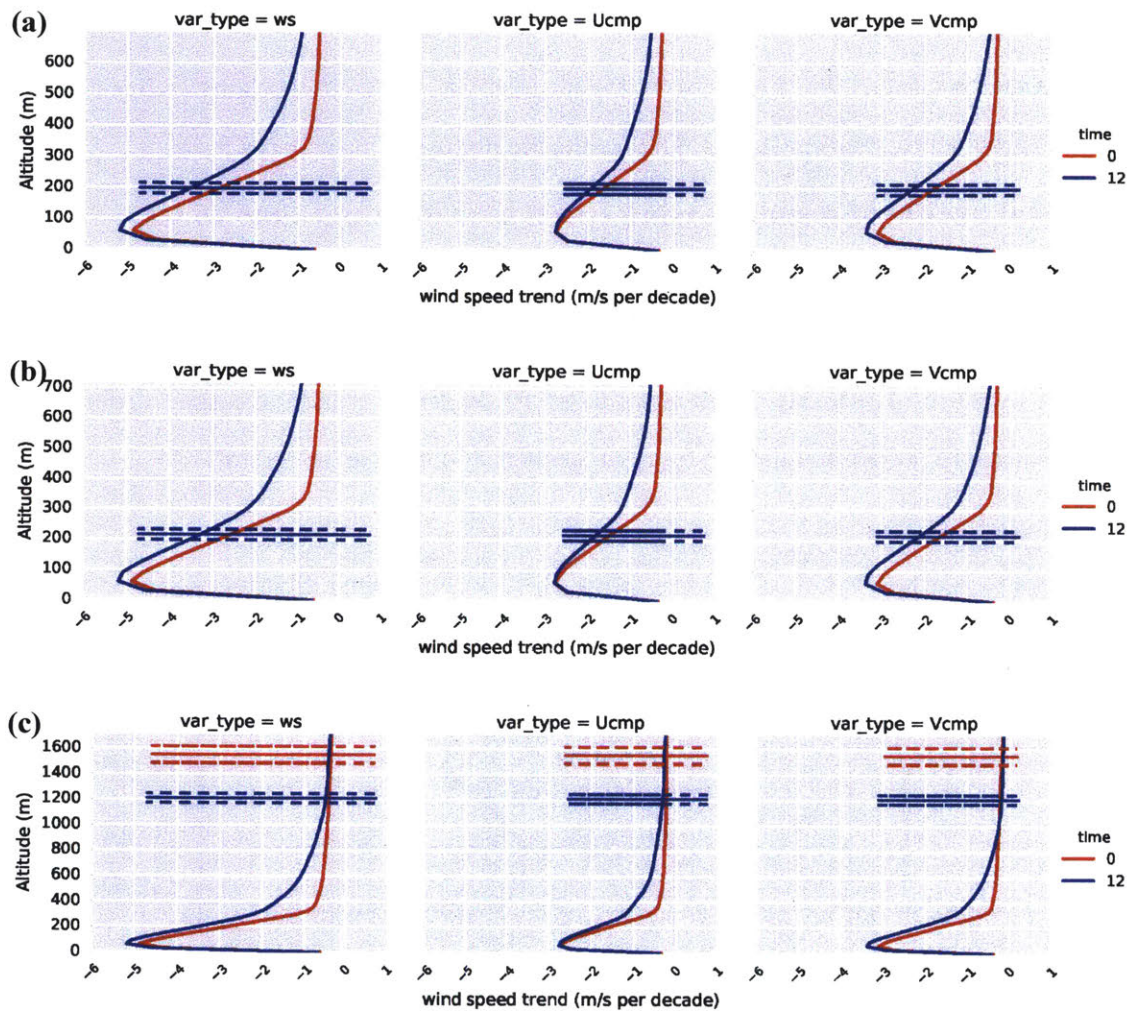 (a)
var_type = ws
var_type = Ucmp
var_type = Vcmp
Altitude (m)
600
500
400
300
200
100
0
-6 -5 -4 -3 -2 -1 0 1
-6 -5 -4 -3 -2 -1 0 1
-6 -5 -4 -3 -2 -1 0 1
wind speed trend (m/s per decade)
time
0
12
(b)
var_type = ws
var_type = Ucmp
var_type = Vcmp
Altitude (m)
700
600
500
400
300
200
100
0
-6 -5 -4 -3 -2 -1 0 1
-6 -5 -4 -3 -2 -1 0 1
-6 -5 -4 -3 -2 -1 0 1
wind speed trend (m/s per decade)
time
0
12
(c)
var_type = ws
var_type = Ucmp
var_type = Vcmp
Altitude (m)
1600
1400
1200
1000
800
600
400
200
0
-6 -5 -4 -3 -2 -1 0 1
-6 -5 -4 -3 -2 -1 0 1
-6 -5 -4 -3 -2 -1 0 1
wind speed trend (m/s per decade)
time
0
12